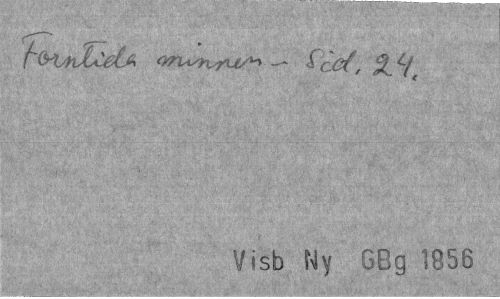 Forntida minnen – Sid. 24.
Visb Ny GBg 1856